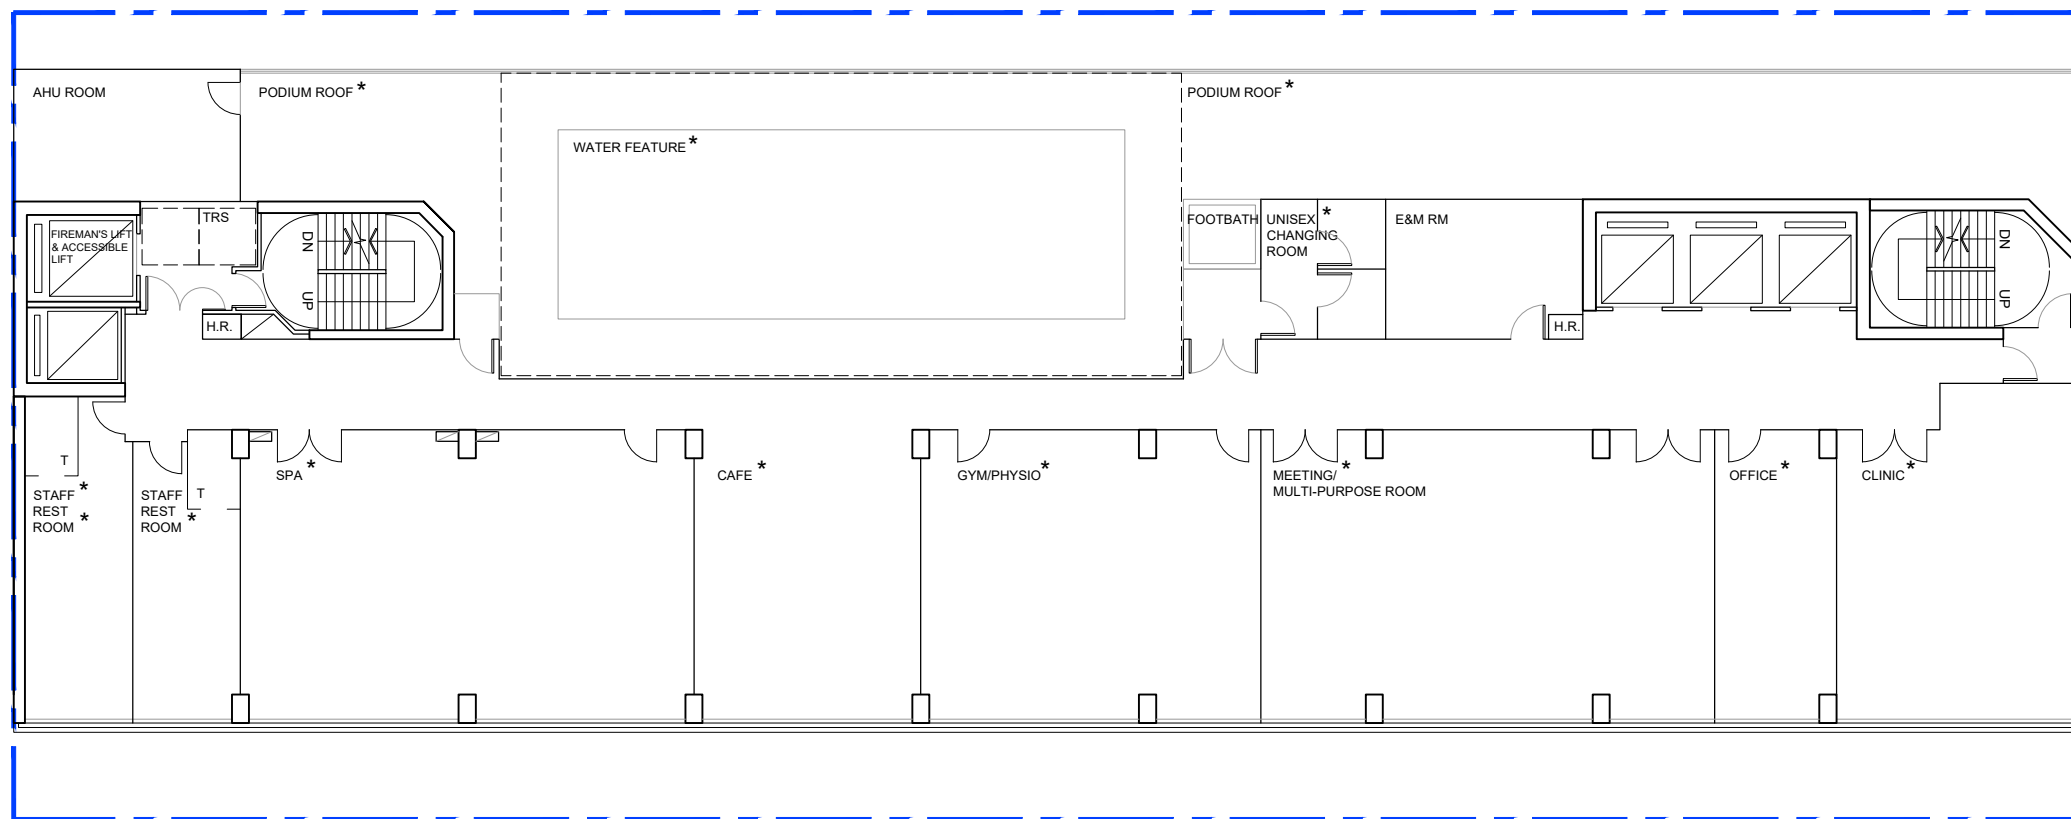 AHU ROOM
PODIUM ROOF *
PODIUM ROOF *
WATER FEATURE *
TRS
FIREMAN'S LIFT
& ACCESSIBLE
LIFT
DN
UP
H.R.
FOOTBATH
UNISEX *
CHANGING
ROOM
E&M RM
H.R.
DN
UP
T
STAFF *
REST
ROOM *
T
STAFF
REST
ROOM *
SPA *
CAFE *
GYM/PHYSIO *
MEETING/ *
MULTI-PURPOSE ROOM
OFFICE *
CLINIC *